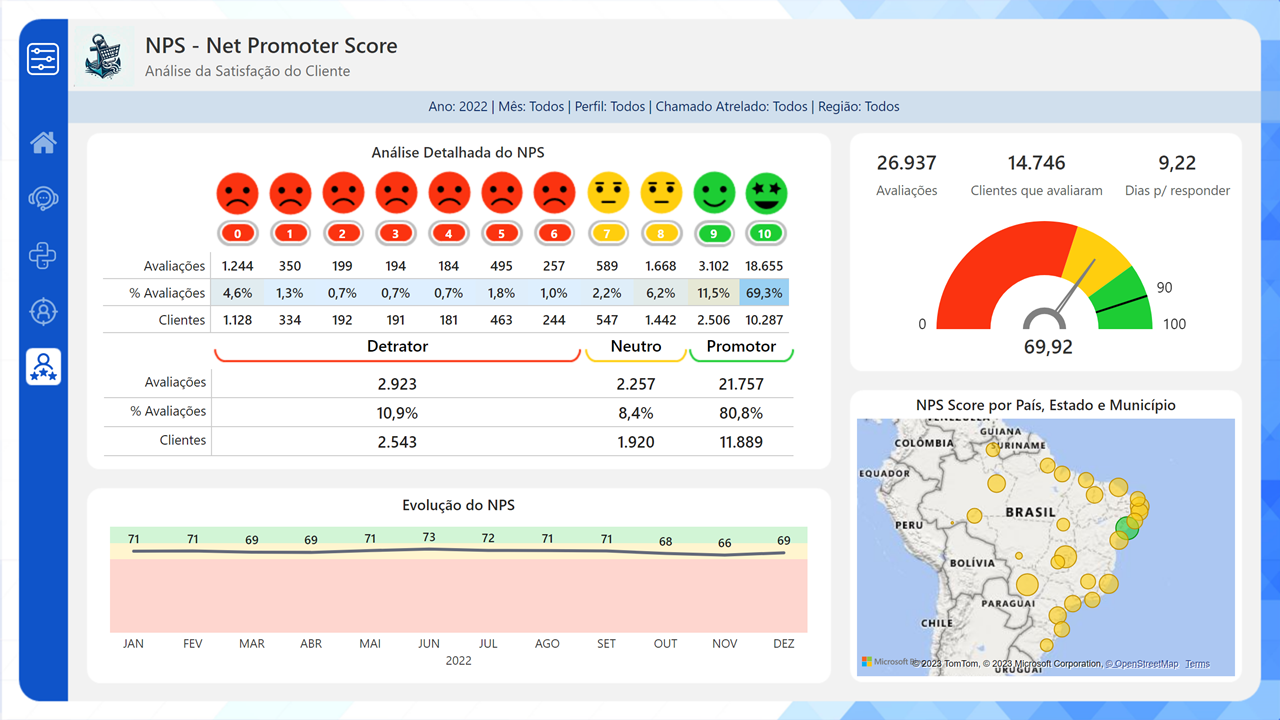 NPS - Net Promoter Score
Análise da Satisfação do Cliente
Ano: 2022 | Mês: Todos | Perfil: Todos | Chamado Atrelado: Todos | Região: Todos
Análise Detalhada do NPS
0 1 2 3 4 5 6 7 8 9 10
Avaliações 1.244 350 199 194 184 495 257 589 1.668 3.102 18.655
% Avaliações 4,6% 1,3% 0,7% 0,7% 0,7% 1,8% 1,0% 2,2% 6,2% 11,5% 69,3%
Clientes 1.128 334 192 191 181 463 244 547 1.442 2.506 10.287
Detrator Neutro Promotor
Avaliações 2.923 2.257 21.757
% Avaliações 10,9% 8,4% 80,8%
Clientes 2.543 1.920 11.889
Evolução do NPS
71 71 69 69 71 73 72 71 71 68 66 69
JAN FEV MAR ABR MAI JUN JUL AGO SET OUT NOV DEZ
2022
26.937 14.746 9,22
Avaliações Clientes que avaliaram Dias p/ responder
90
0 100
69,92
NPS Score por País, Estado e Município
GUIANA
COLÔMBIA SURINAME
EQUADOR
BRASIL
PERU
BOLÍVIA
PARAGUAI
CHILE
URUGUAI
Microsoft
© 2023 TomTom, © 2023 Microsoft Corporation, © OpenStreetMap Terms